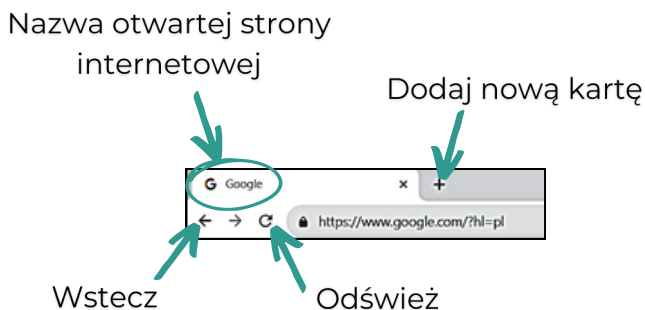 Nazwa otwartej strony
internetowej
Dodaj nową kartę
G Google × +
← → https://www.google.com/?hl=pl
Wstecz
Odśwież